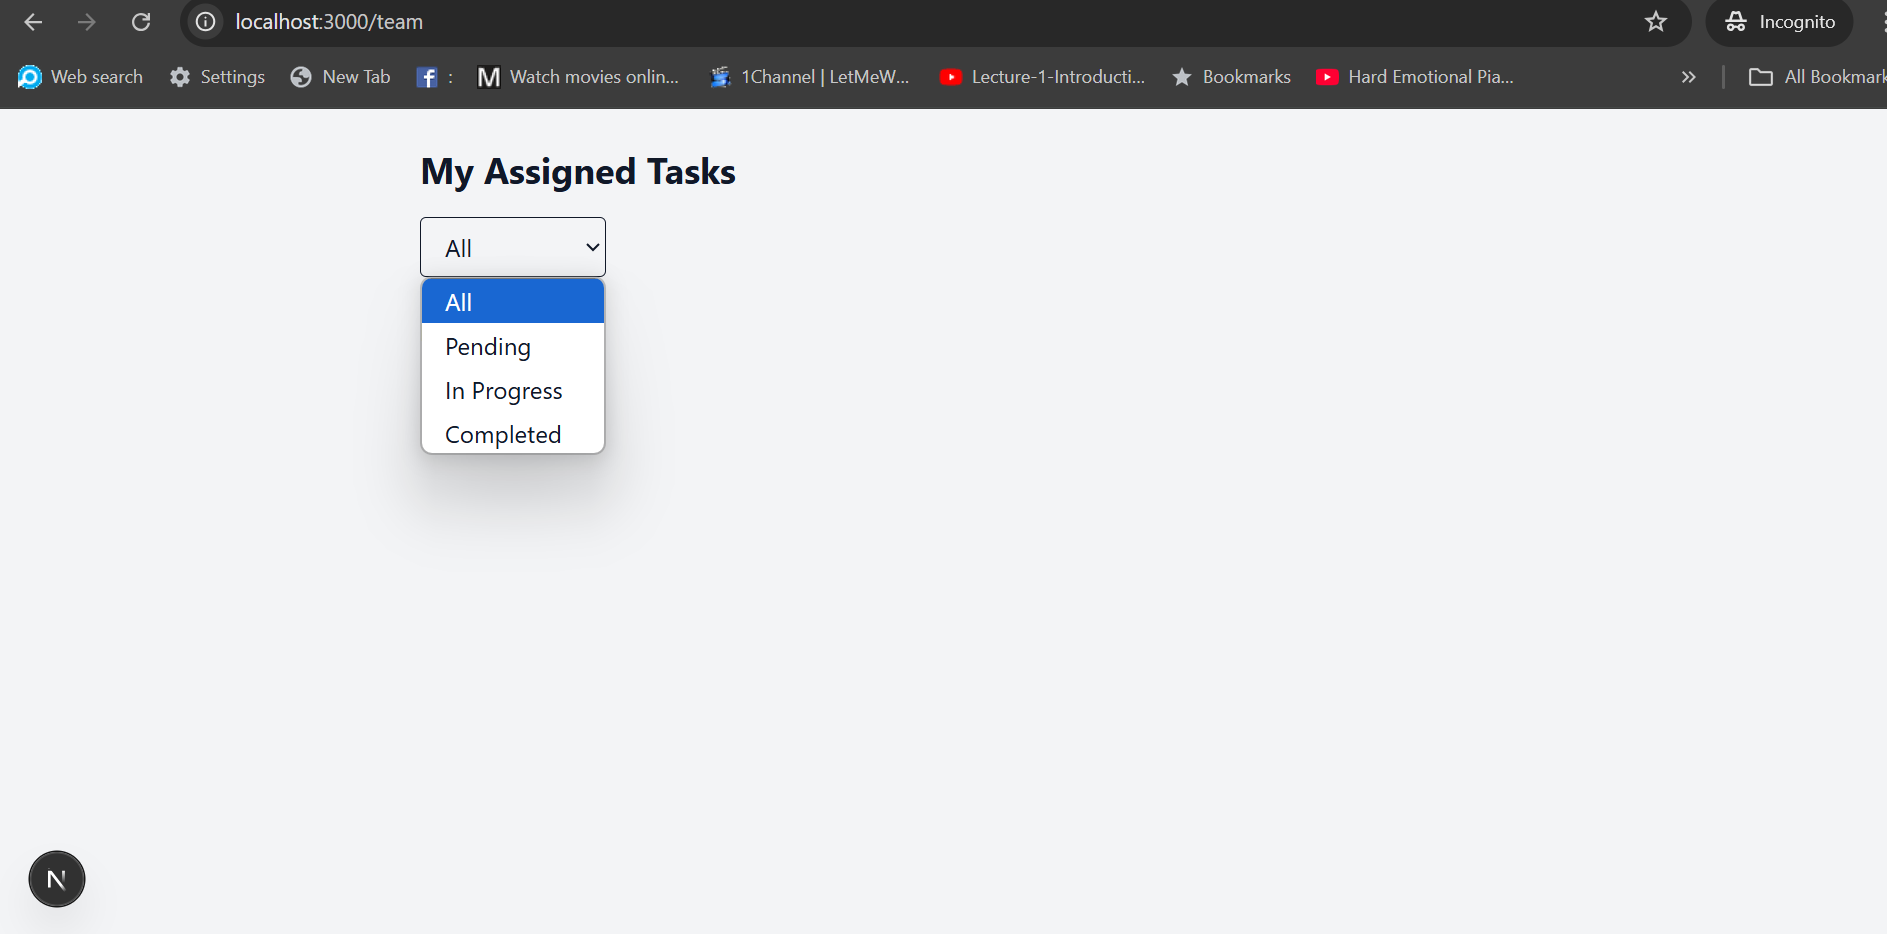 localhost:3000/team
Incognito
Web search Settings New Tab : Watch movies onlin... 1Channel | LetMeW... Lecture-1-Introducti... Bookmarks Hard Emotional Pia... » All Bookmark
My Assigned Tasks
All
All
Pending
In Progress
Completed
N